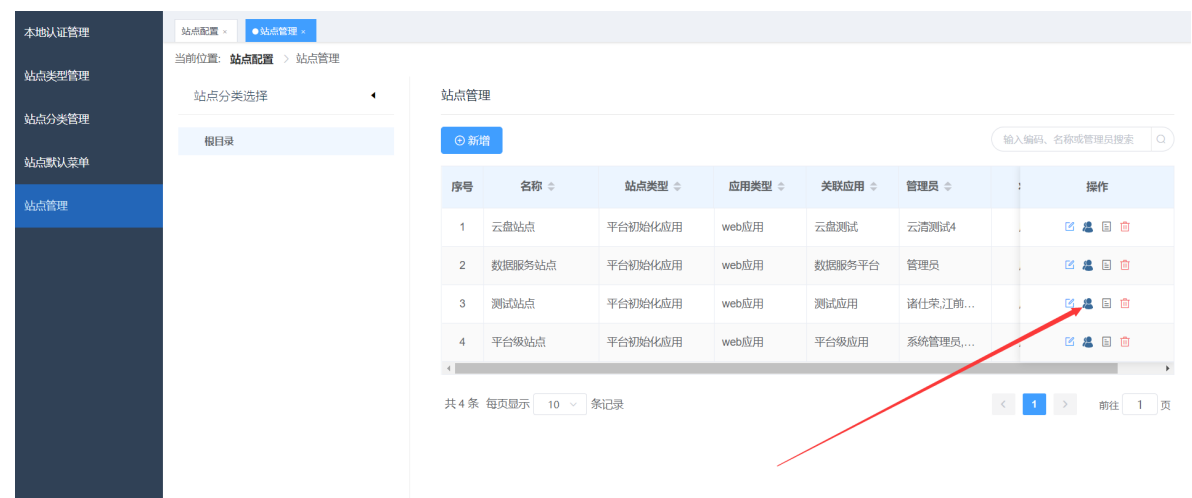 本地认证管理
站点类型管理
站点分类管理
站点默认菜单
站点管理
站点配置 × 站点管理 ×
当前位置: 站点配置 > 站点管理
站点分类选择
根目录
站点管理
新增
输入编码、名称或管理员搜索
序号 名称 站点类型 应用类型 关联应用 管理员 操作
1 云盘站点 平台初始化应用 web应用 云盘测试 云清测试4
2 数据服务站点 平台初始化应用 web应用 数据服务平台 管理员
3 测试站点 平台初始化应用 web应用 测试应用 诸仕荣,江前...
4 平台级站点 平台初始化应用 web应用 平台级应用 系统管理员,...
共 4 条 每页显示 10 条记录
< 1 > 前往 1 页